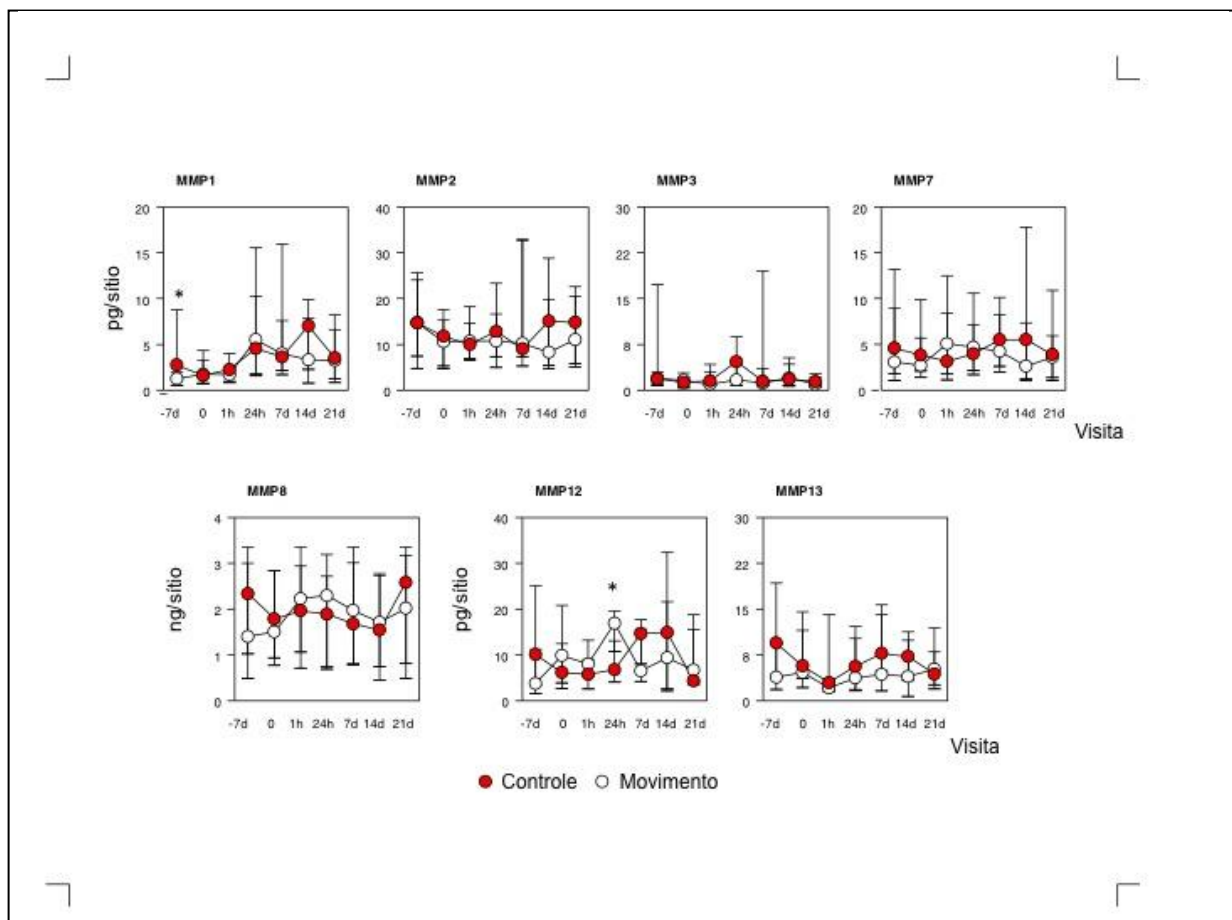 MMP1 MMP2 MMP3 MMP7
pg/sítio
20 15 10 5 0
-7d 0 1h 24h 7d 14d 21d
40 30 20 10 0
-7d 0 1h 24h 7d 14d 21d
30 22 15 8 0
-7d 0 1h 24h 7d 14d 21d
20 15 10 5 0
-7d 0 1h 24h 7d 14d 21d
*
Visita
MMP8 MMP12 MMP13
ng/sítio
4 3 2 1 0
-7d 0 1h 24h 7d 14d 21d
pg/sítio
40 30 20 10 0
-7d 0 1h 24h 7d 14d 21d
*
30 22 15 8 0
-7d 0 1h 24h 7d 14d 21d
Visita
Controle Movimento